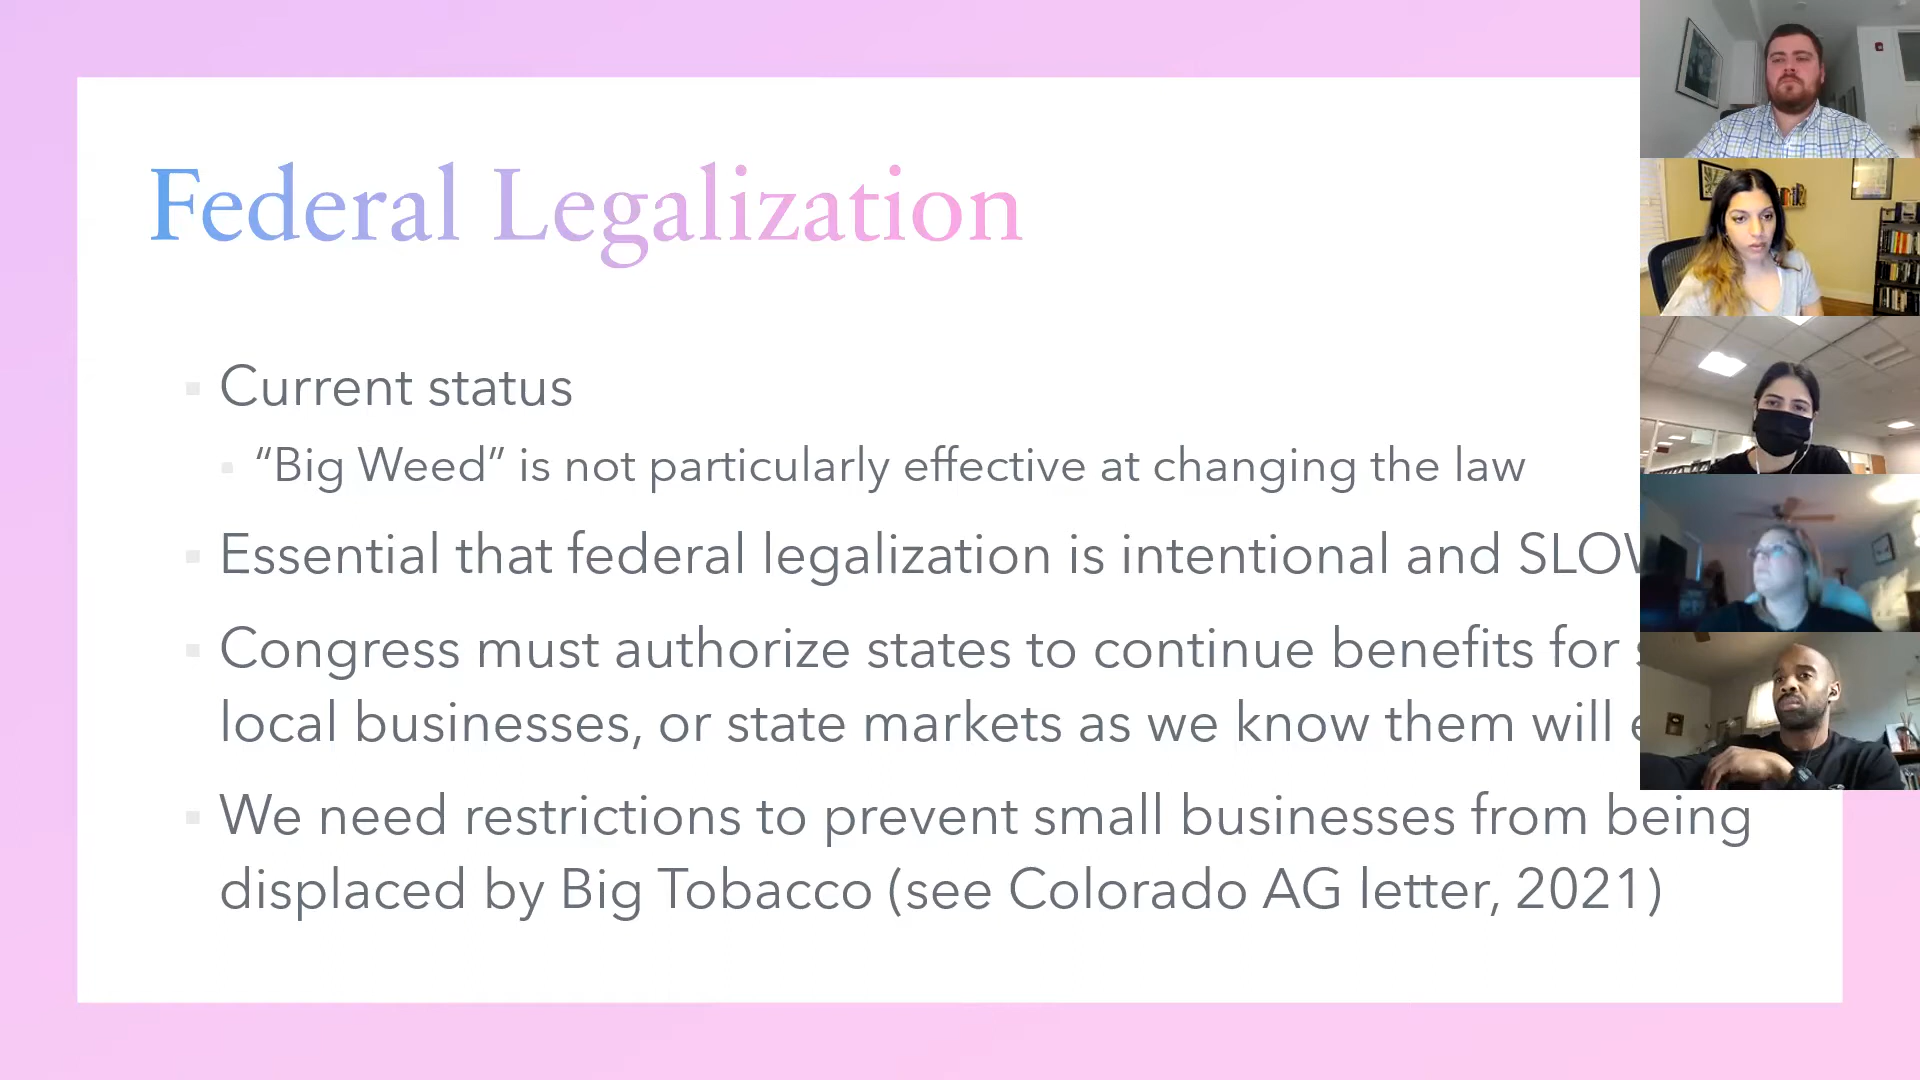 Federal Legalization
Current status
“Big Weed” is not particularly effective at changing the law
Essential that federal legalization is intentional and
Congress must authorize states to continue benefits for
local businesses, or state markets as we know them will
We need restrictions to prevent small businesses from being
displaced by Big Tobacco (see Colorado AG letter, 2021)